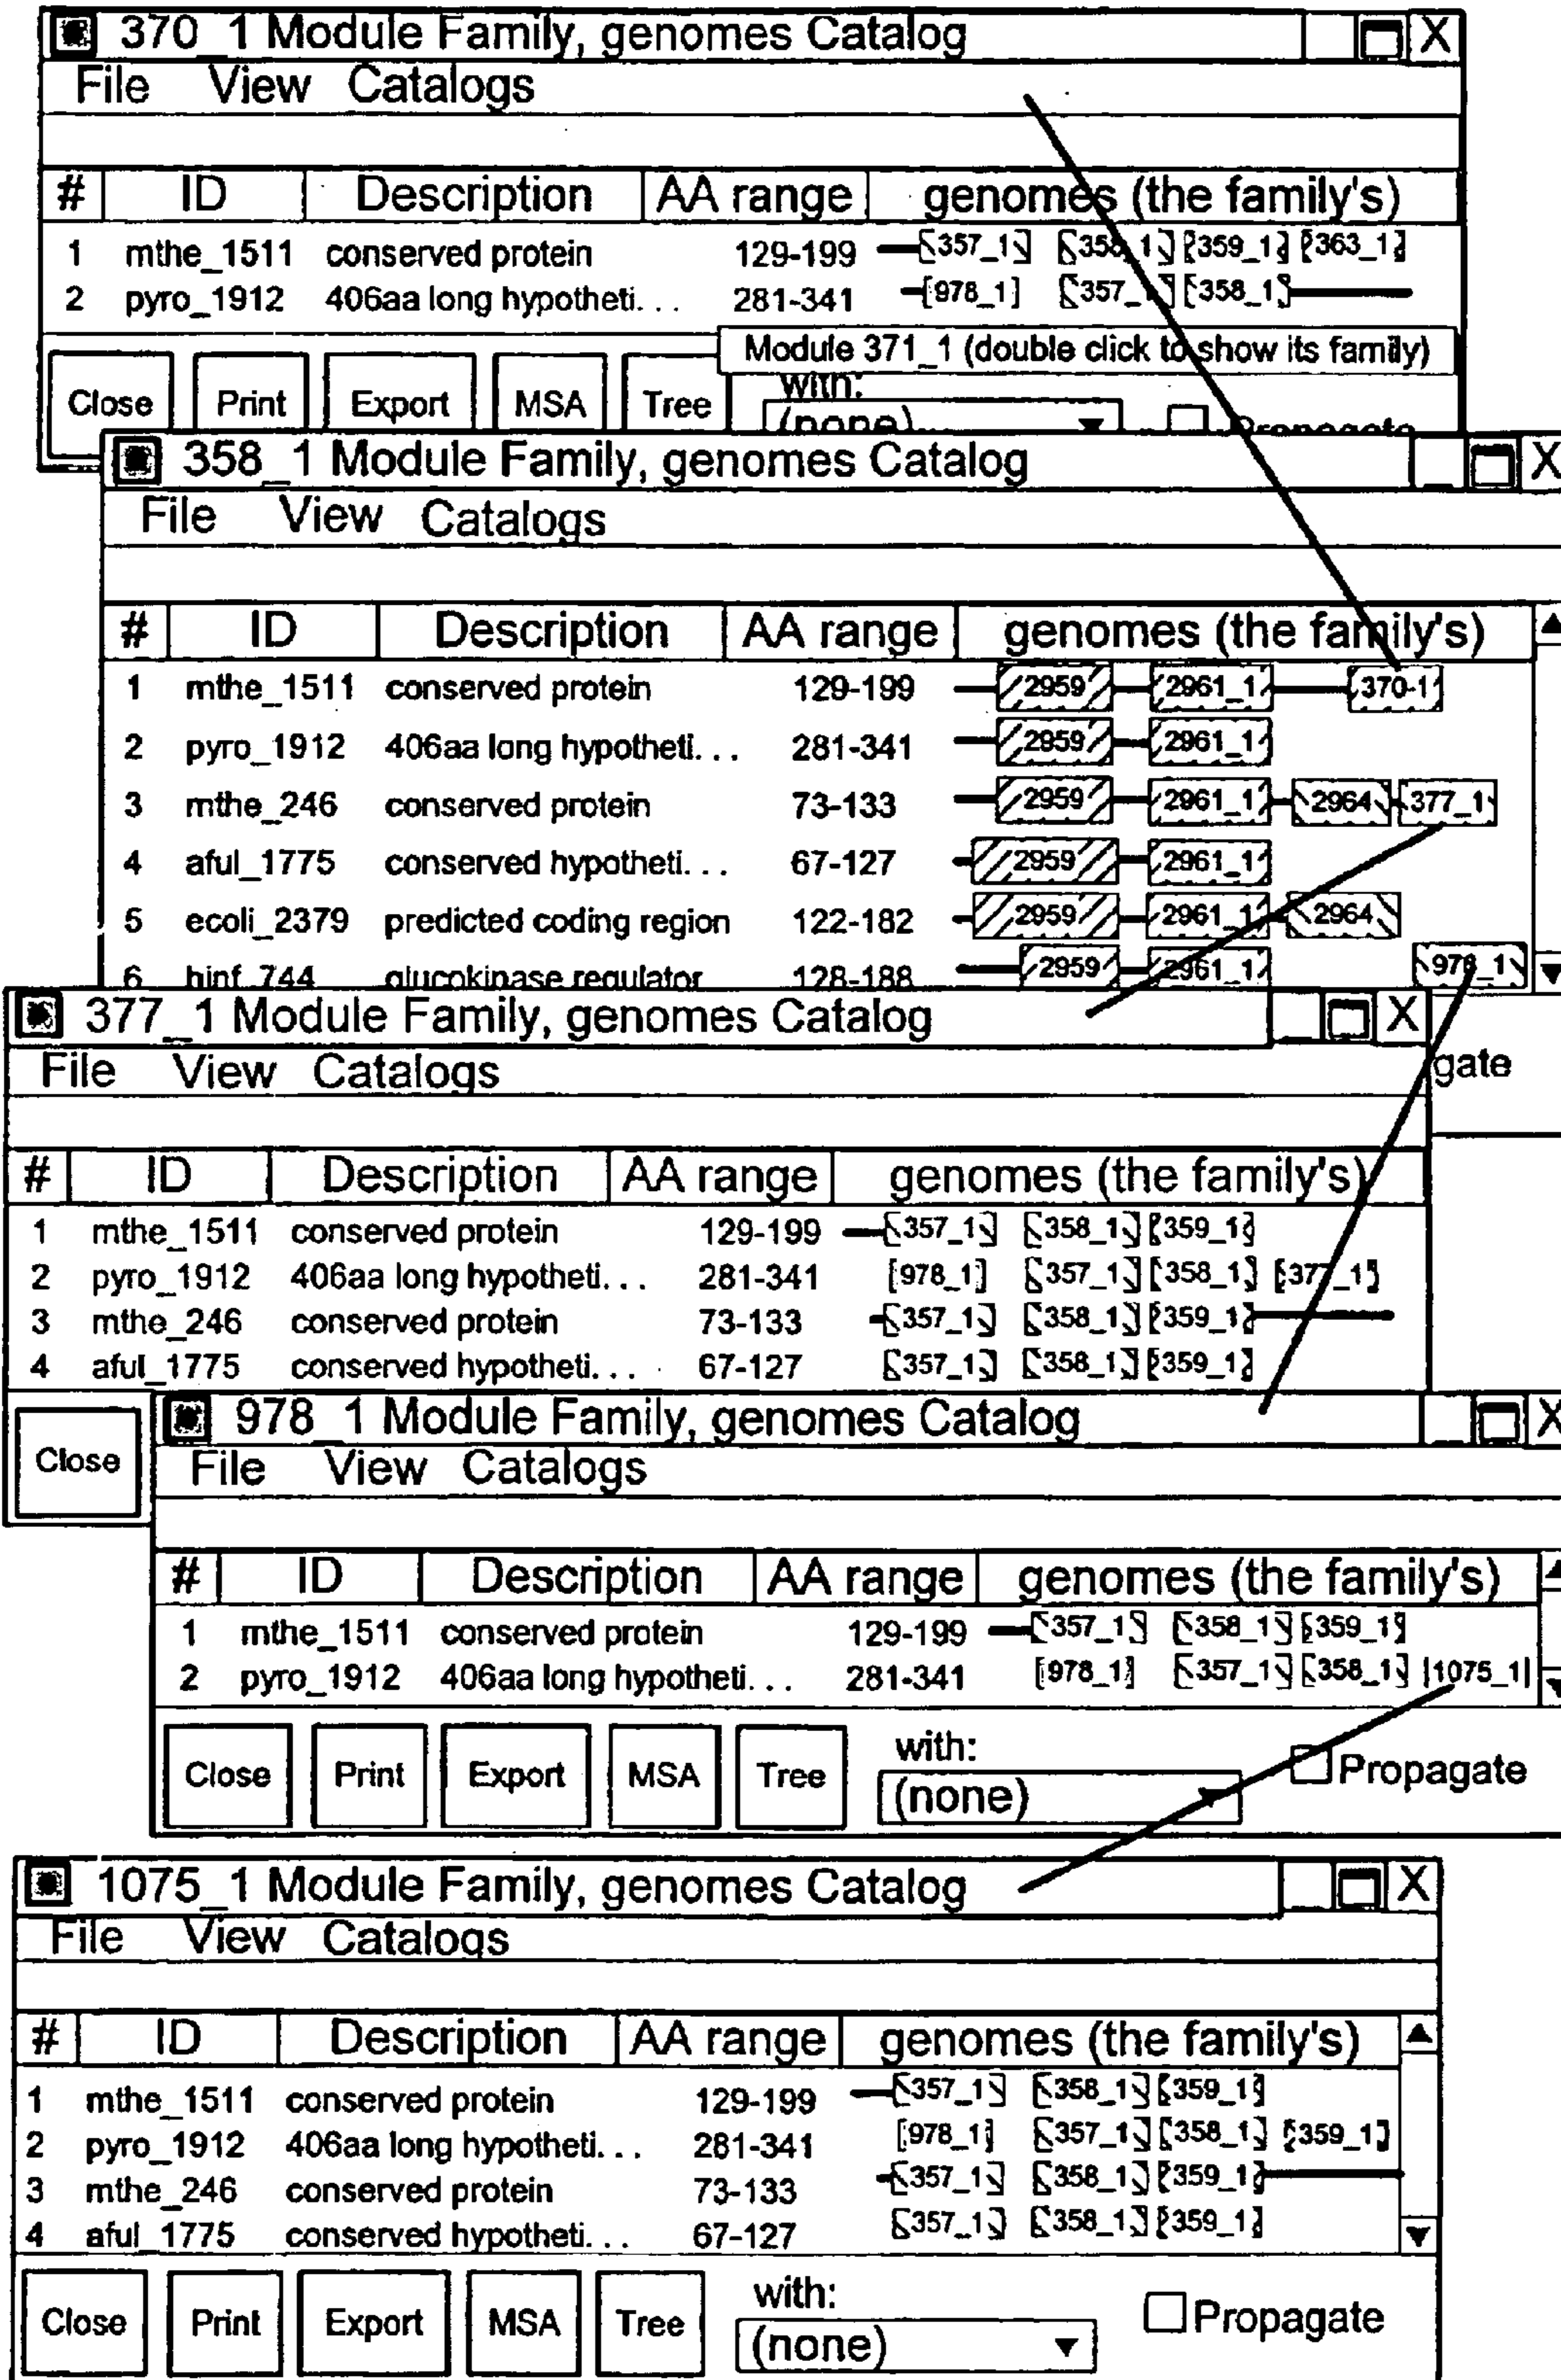 370_1 Module Family, genomes Catalog X
File View Catalogs
# ID Description AA range genomes (the family's)
1 mthe_1511 conserved protein 129-199 357_1 358_1 359_1 363_1
2 pyro_1912 406aa long hypotheti... 281-341 978_1 357_1 358_1
Module 371_1 (double click to show its family)
Close Print Export MSA Tree with:
(none) Propagate
358_1 Module Family, genomes Catalog X
File View Catalogs
# ID Description AA range genomes (the family's)
1 mthe_1511 conserved protein 129-199 2959 2961_1 370-1
2 pyro_1912 406aa long hypotheti... 281-341 2959 2961_1
3 mthe_246 conserved protein 73-133 2959 2961_1 2964 377_1
4 aful_1775 conserved hypotheti... 67-127 2959 2961_1
5 ecoli_2379 predicted coding region 122-182 2959 2961_1 2964
6 hinf_744 glucokinase regulator 128-188 2959 2961_1 978_1
377_1 Module Family, genomes Catalog X
File View Catalogs gate
# ID Description AA range genomes (the family's)
1 mthe_1511 conserved protein 129-199 357_1 358_1 359_1
2 pyro_1912 406aa long hypotheti... 281-341 [978_1] 357_1 358_1 377_1
3 mthe_246 conserved protein 73-133 357_1 358_1 359_1
4 aful_1775 conserved hypotheti... 67-127 357_1 358_1 359_1
Close
978_1 Module Family, genomes Catalog X
File View Catalogs
# ID Description AA range genomes (the family's)
1 mthe_1511 conserved protein 129-199 357_1 358_1 359_1
2 pyro_1912 406aa long hypotheti... 281-341 [978_1] 357_1 358_1 |1075_1|
Close Print Export MSA Tree with:
(none) Propagate
1075_1 Module Family, genomes Catalog X
File View Catalogs
# ID Description AA range genomes (the family's)
1 mthe_1511 conserved protein 129-199 357_1 358_1 359_1
2 pyro_1912 406aa long hypotheti... 281-341 [978_1] 357_1 358_1 359_1
3 mthe_246 conserved protein 73-133 357_1 358_1 359_1
4 aful_1775 conserved hypotheti... 67-127 357_1 358_1 359_1
Close Print Export MSA Tree with:
(none) Propagate